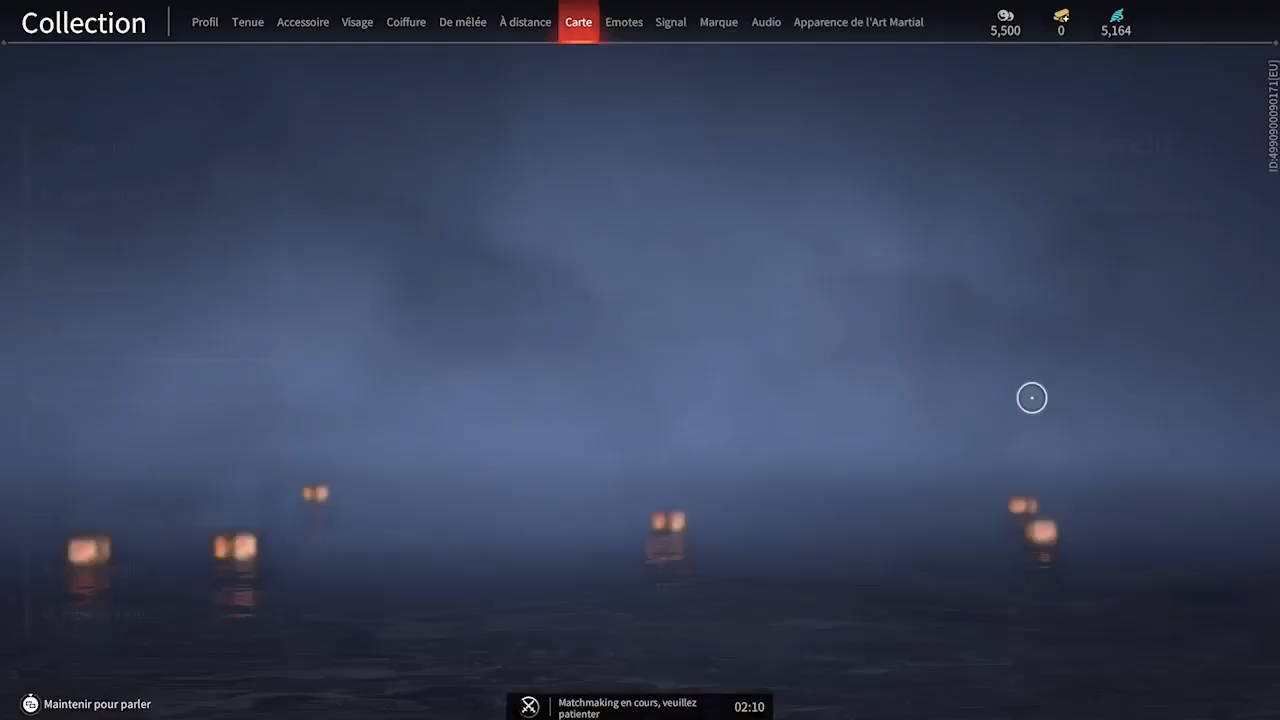 Collection
Profil
Tenue
Accessoire
Visage
Coiffure
De mêlée
À distance
Carte
Emotes
Signal
Marque
Audio
Apparence de l'Art Martial
5,500
0
5,164
ID:4990900090171[EU]
Maintenir pour parler
Matchmaking en cours, veuillez
patienter
02:10